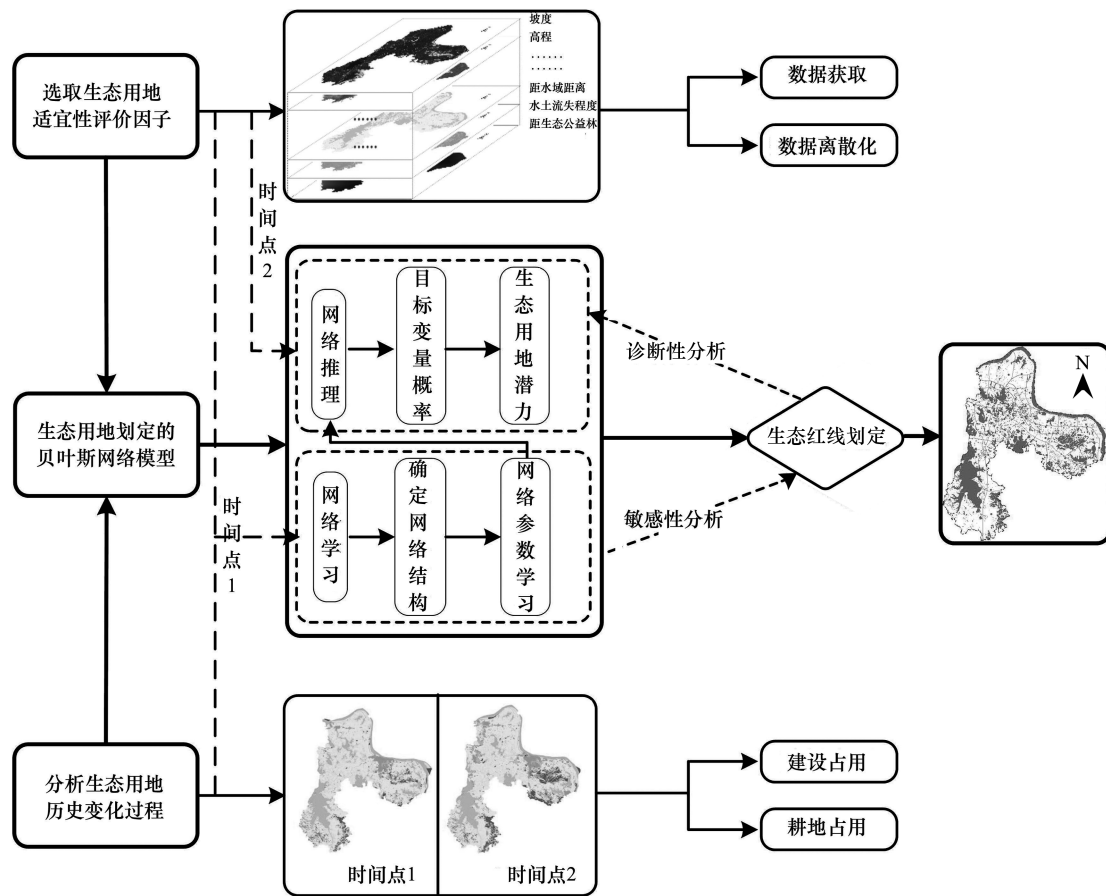 坡度
高程
……
……
距水域距离
水土流失程度
距生态公益林
……
……
选取生态用地
适宜性评价因子
数据获取
数据离散化
时间点2
网络推理
目标变量概率
生态用地潜力
诊断性分析
N
生态用地划定的
贝叶斯网络模型
生态红线划定
时间点1
网络学习
确定网络结构
网络参数学习
敏感性分析
分析生态用地
历史变化过程
时间点1
时间点2
建设占用
耕地占用